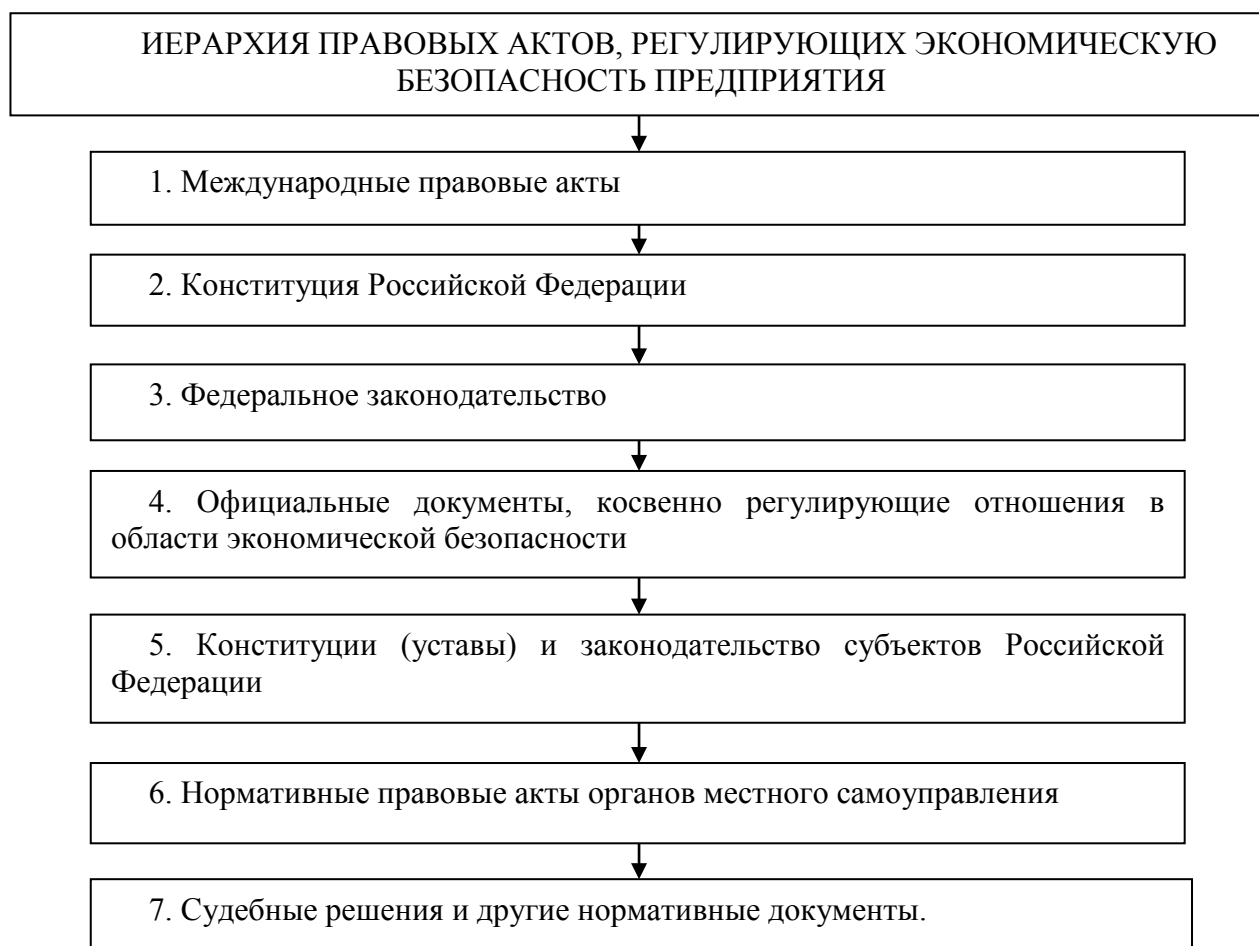 ИЕРАРХИЯ ПРАВОВЫХ АКТОВ, РЕГУЛИРУЮЩИХ ЭКОНОМИЧЕСКУЮ
БЕЗОПАСНОСТЬ ПРЕДПРИЯТИЯ
1. Международные правовые акты
2. Конституция Российской Федерации
3. Федеральное законодательство
4. Официальные документы, косвенно регулирующие отношения в
области экономической безопасности
5. Конституции (уставы) и законодательство субъектов Российской
Федерации
6. Нормативные правовые акты органов местного самоуправления
7. Судебные решения и другие нормативные документы.